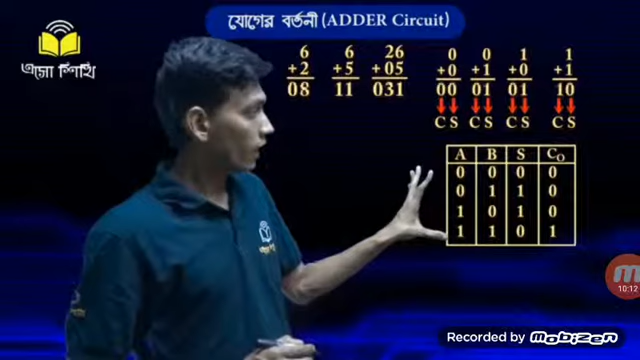 যোগের বর্তনী (ADDER Circuit)
এসো শিখি
6 6 26 0 0 1 1
+2 +5 +05 +0 +1 +0 +1
08 11 031 00 01 01 10
C S C S C S C S
A B S C₀
0 0 0 0
0 1 1 0
1 0 1 0
1 1 0 1
10:12
Recorded by mobizen